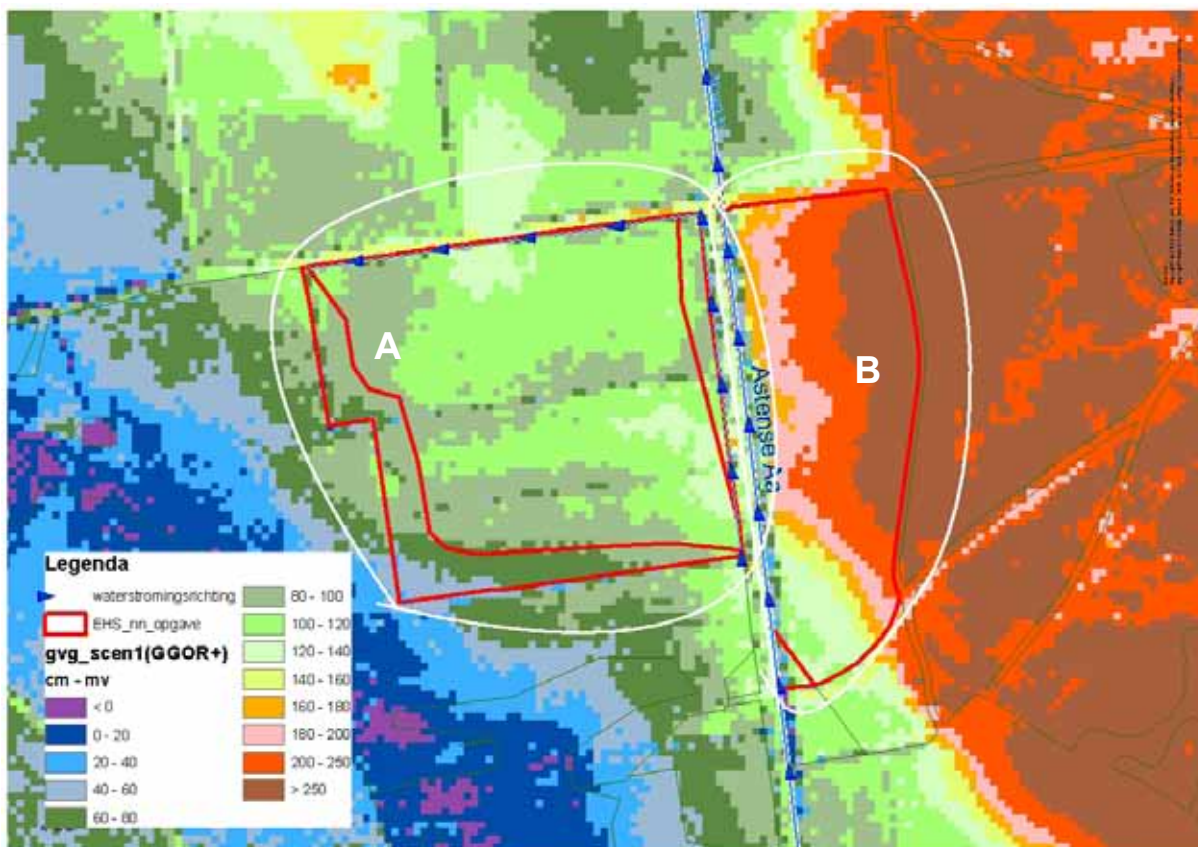 A
B
Astense Aa
Legenda
waterstromingsrichting
EHS_nn_opgave
gvg_scen1(GGOR+)
cm - mv
< 0
0 - 20
20 - 40
40 - 60
60 - 80
80 - 100
100 - 120
120 - 140
140 - 160
160 - 180
180 - 200
200 - 250
> 250